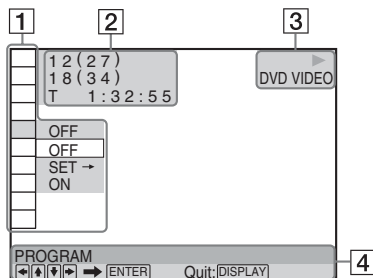 1 2 3
12(27)
18(34)
T 1:32:55
DVD VIDEO
OFF
OFF
SET →
ON
PROGRAM
← ↑ ↓ → ➡ ENTER Quit: DISPLAY
4